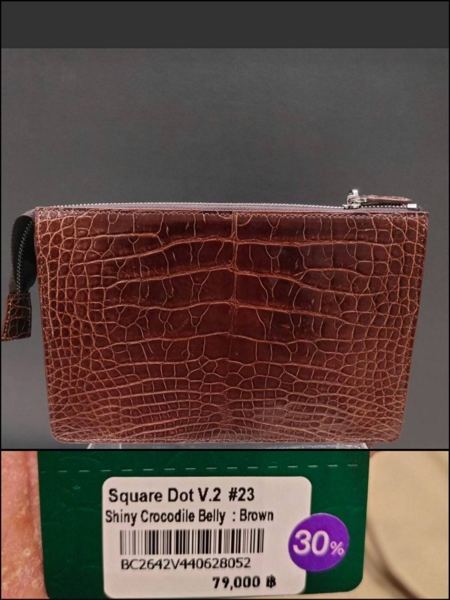 Square Dot V.2 #23
Shiny Crocodile Belly : Brown
BC2642V440628052
79,000 ฿
30%